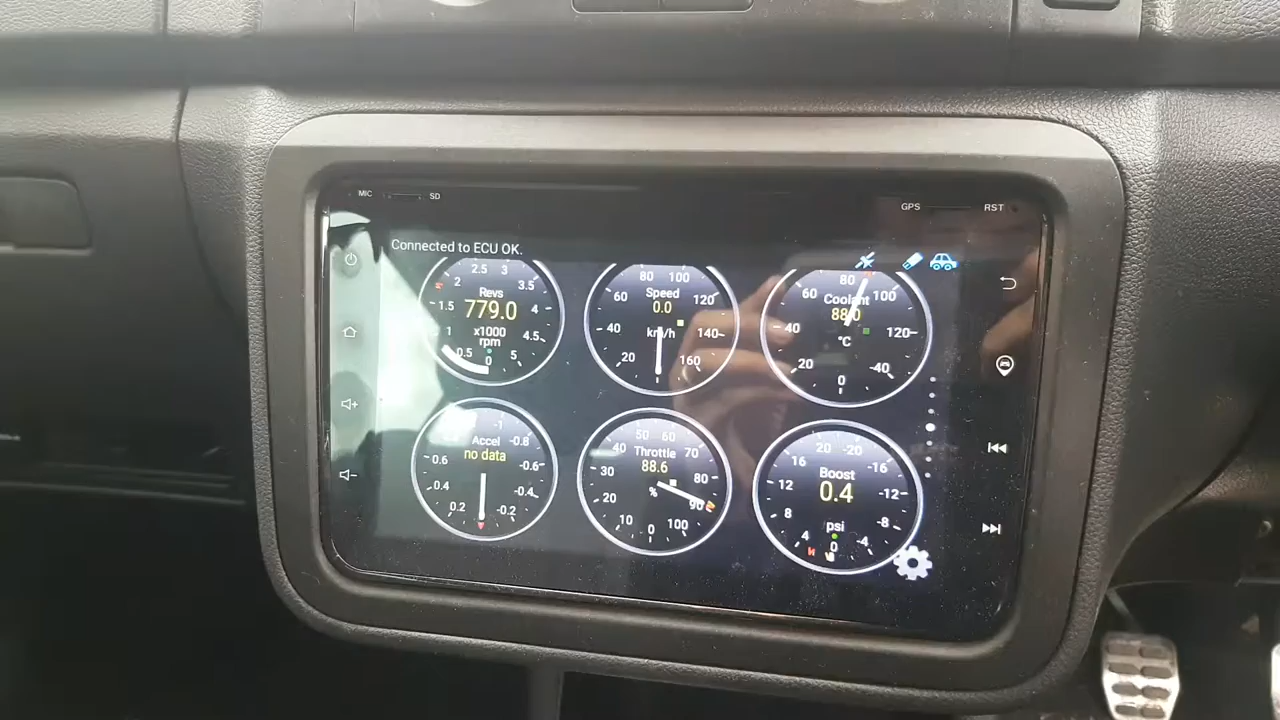 MIC SD GPS RST
Connected to ECU OK.
2.5 3
2 3.5
Revs
779.0
1.5 4
x1000
rpm
1 4.5
0.5 0 5
80 100
60 Speed 120
0.0
40 km/h 140
20 160
80
60 100
Coolant
88.0
40 120
°C
20 -40
0
-1
Accel -0.8
no data
0.6 -0.6
0.4 -0.4
0.2 -0.2
50 60
40 Throttle 70
88.6
30 80
% 90
20
10 0 100
20 -20
16 Boost -16
0.4
12 -12
psi
8 -8
4 0 -4